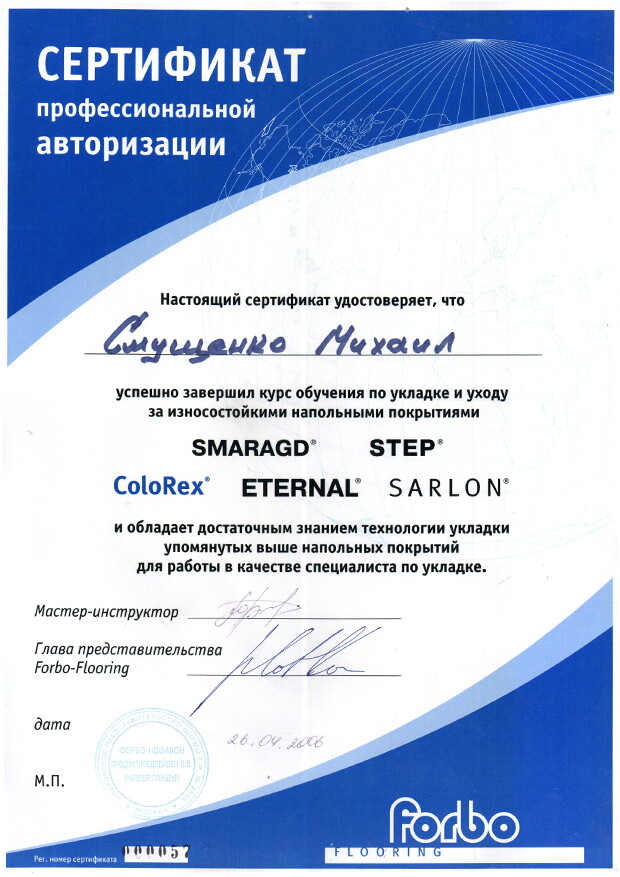 СЕРТИФИКАТ
профессиональной
авторизации
Настоящий сертификат удостоверяет, что
Смущенко Михаил
успешно завершил курс обучения по укладке и уходу
за износостойкими напольными покрытиями
SMARAGD® STEP®
ColoRex® ETERNAL® SARLON®
и обладает достаточным знанием технологии укладки
упомянутых выше напольных покрытий
для работы в качестве специалиста по укладке.
Мастер-инструктор
Глава представительства
Forbo-Flooring
дата
26.04.2006
ФОРБО-НОВИЛОН
(НИДЕРЛАНДЫ)
М.П.
Рег. номер сертификата 000057
Forbo
FLOORING